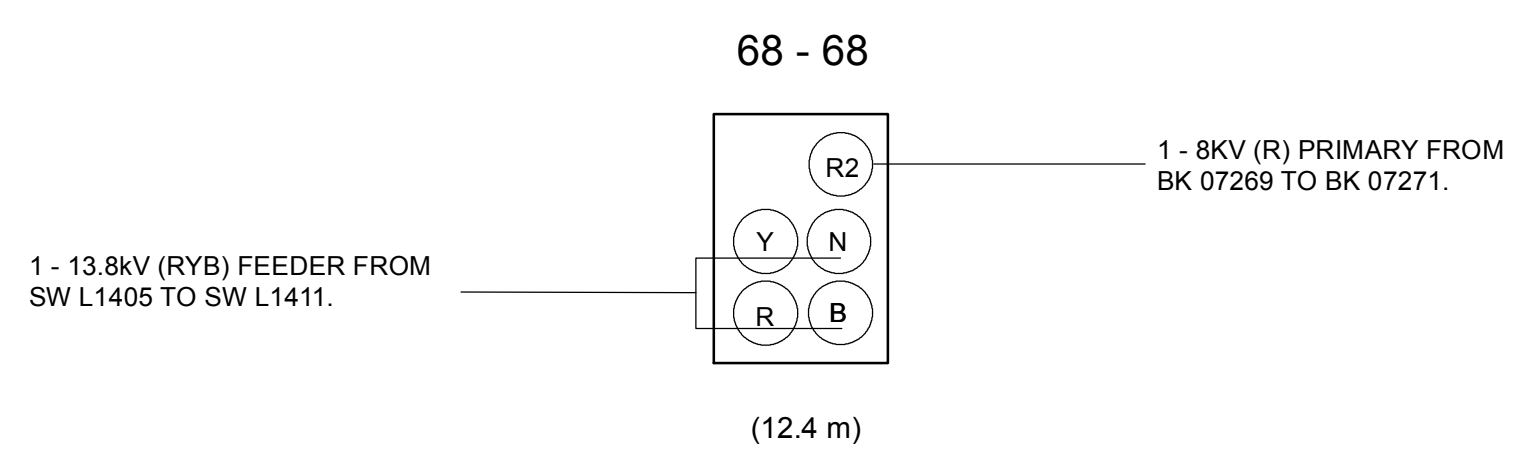 68 - 68
R2
1 - 8KV (R) PRIMARY FROM
BK 07269 TO BK 07271.
Y N
1 - 13.8kV (RYB) FEEDER FROM
SW L1405 TO SW L1411.
R B
(12.4 m)